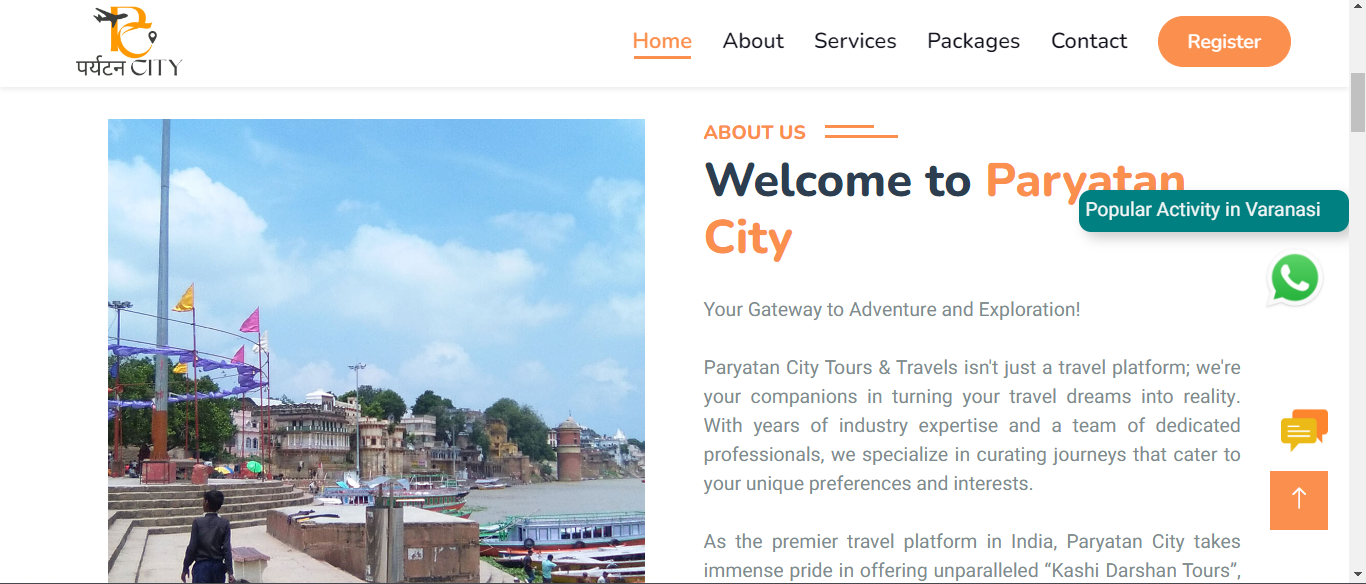 पर्यटन CITY
Home About Services Packages Contact Register
ABOUT US
Welcome to Paryatan
City
Popular Activity in Varanasi
Your Gateway to Adventure and Exploration!
Paryatan City Tours & Travels isn't just a travel platform; we're
your companions in turning your travel dreams into reality.
With years of industry expertise and a team of dedicated
professionals, we specialize in curating journeys that cater to
your unique preferences and interests.
As the premier travel platform in India, Paryatan City takes
immense pride in offering unparalleled “Kashi Darshan Tours”,